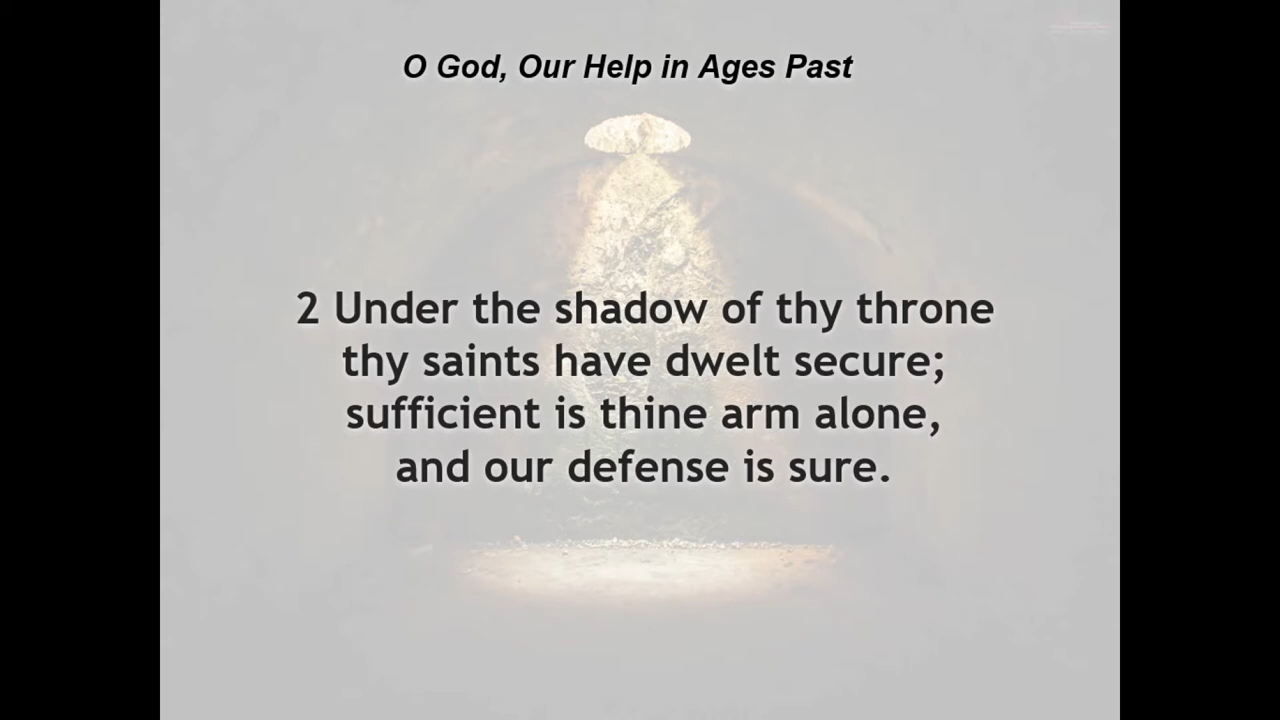 O God, Our Help in Ages Past
2 Under the shadow of thy throne
thy saints have dwelt secure;
sufficient is thine arm alone,
and our defense is sure.